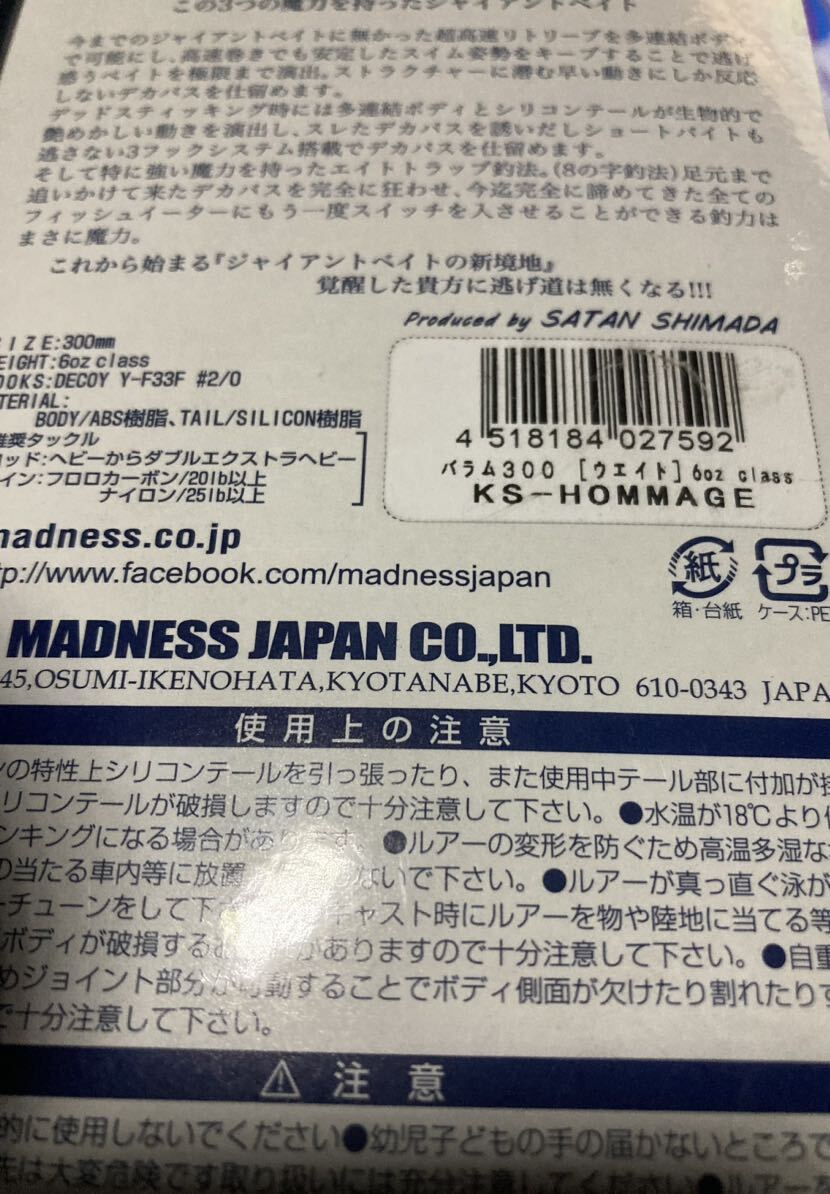 この3つの魔力を持ったジャイアントベイト
今までのジャイアントベイトに無かった超高速リトリーブを多連結ボディ
で可能にし、高速巻きでも安定したスイム姿勢をキープすることで逃げ
惑うベイトを極限まで演出。ストラクチャーに潜む早い動きにしか反応
しないデカバスを仕留めます。
デッドスティッキング時には多連結ボディとシリコンテールが生物的で
艶めかしい動きを演出し、スレたデカバスを誘いだしショートバイトも
逃さない3フックシステム搭載でデカバスを仕留めます。
そして特に強い魔力を持ったエイトトラップ釣法。(8の字釣法)足元まで
追いかけて来たデカバスを完全に狂わせ、今迄完全に諦めてきた全ての
フィッシュイーターにもう一度スイッチを入させることができる釣力は
まさに魔力。
これから始まる『ジャイアントベイトの新境地』
覚醒した貴方に逃げ道は無くなる!!!
Produced by SATAN SHIMADA
IZE:300mm
EIGHT:6oz class
OOKS:DECOY Y-F33F #2/0
TERIAL:
BODY/ABS樹脂、TAIL/SILICON樹脂
推奨タックル
ロッド:ヘビーからダブルエクストラヘビー
イン:フロロカーボン/20lb以上
ナイロン/25lb以上
4 518184 027592
バラム300 [ウエイト]6oz class
KS-HOMMAGE
madness.co.jp
tp://www.facebook.com/madnessjapan
紙
プラ
箱・台紙
ケース:PE
MADNESS JAPAN CO.,LTD.
45,OSUMI-IKENOHATA,KYOTANABE,KYOTO 610-0343 JAPA
使用上の注意
ンの特性上シリコンテールを引っ張ったり、また使用中テール部に付加が
リコンテールが破損しますので十分注意して下さい。●水温が18℃より
ンキングになる場合があります。●ルアーの変形を防ぐため高温多湿な
の当たる車内等に放置 ないで下さい。●ルアーが真っ直ぐ泳が
ーチューンをして下 キャスト時にルアーを物や陸地に当てる等
ボディが破損する がありますので十分注意して下さい。●自重
めジョイント部分が可動することでボディ側面が欠けたり割れたりす
で十分注意して下さい。
⚠ 注意
的に使用しないでください●幼児子どもの手の届かないところで
先は大変危険です取り扱いには充分注意してください●